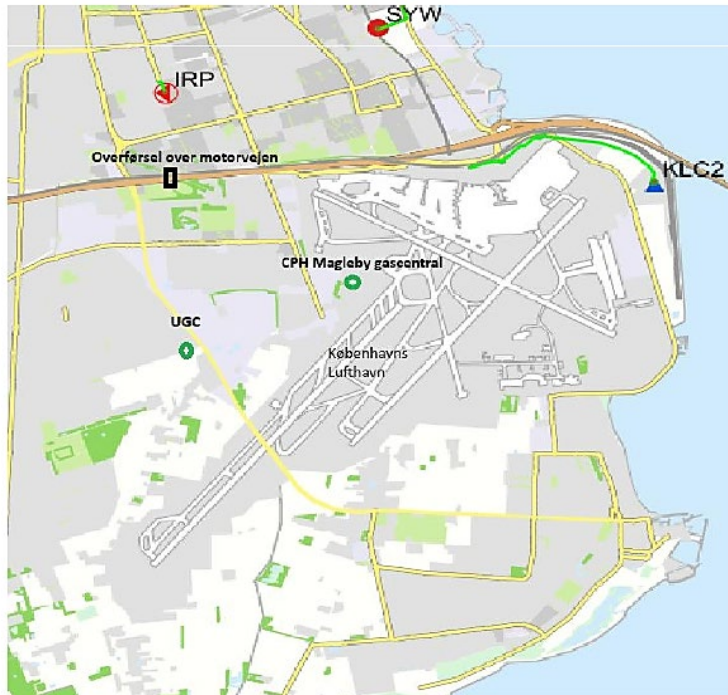 SYW
IRP
Overførsel over motorvejen
KLC2
CPH Magleby gascentral
UGC
Københavns
Lufthavn